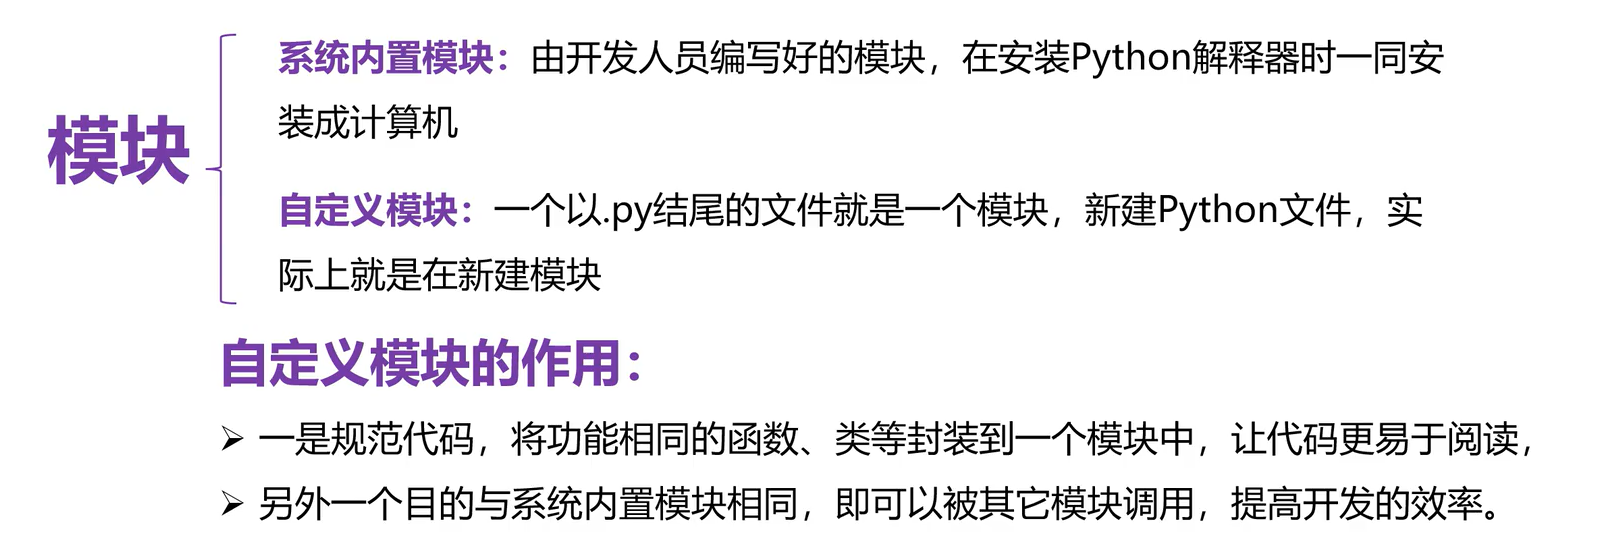 模块
系统内置模块：由开发人员编写好的模块，在安装Python解释器时一同安
装成计算机
自定义模块：一个以.py结尾的文件就是一个模块，新建Python文件，实
际上就是在新建模块
自定义模块的作用：
➢ 一是规范代码，将功能相同的函数、类等封装到一个模块中，让代码更易于阅读，
➢ 另外一个目的与系统内置模块相同，即可以被其它模块调用，提高开发的效率。